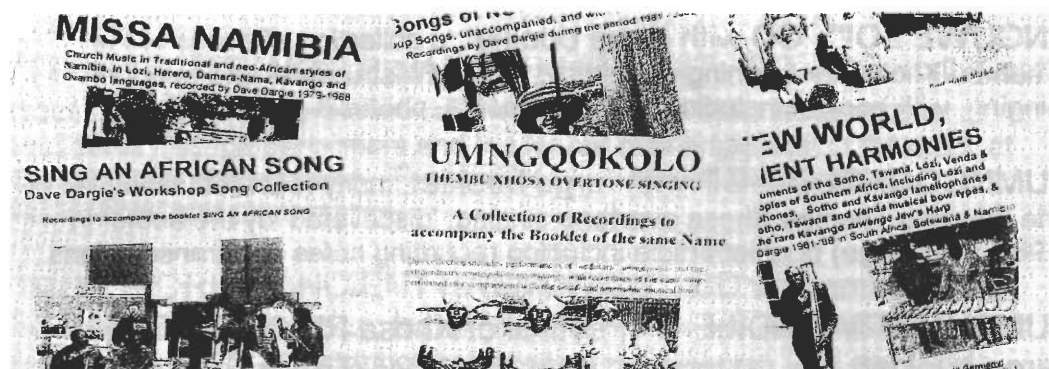 MISSA NAMIBIA
Church Music in Traditional and neo-African styles of
Namibia, in Lozi, Herero, Damara-Nama, Kavango and
Ovambo languages, recorded by Dave Dargie 1979-1988
SING AN AFRICAN SONG
Dave Dargie's Workshop Song Collection
Recordings to accompany the booklet SING AN AFRICAN SONG
Songs of
up Songs, unaccompanied, and
Recordings by Dave Dargie during the period 1981
UMNGQOKOLO
THEMBU XHOSA OVERTONE SINGING
A Collection of Recordings to
accompany the Booklet of the same Name
EW WORLD,
IENT HARMONIES
uments of the Sotho, Tswana, Lozi, Venda &
oples of Southern Africa, including Lozi and
phones, Sotho and Kavango lamellophones
otho, Tswana and Venda musical bow types, &
the rare Kavango ruwenge Jew's Harp
Dargie 1981-'88 in South Africa, Botswana & Namibia